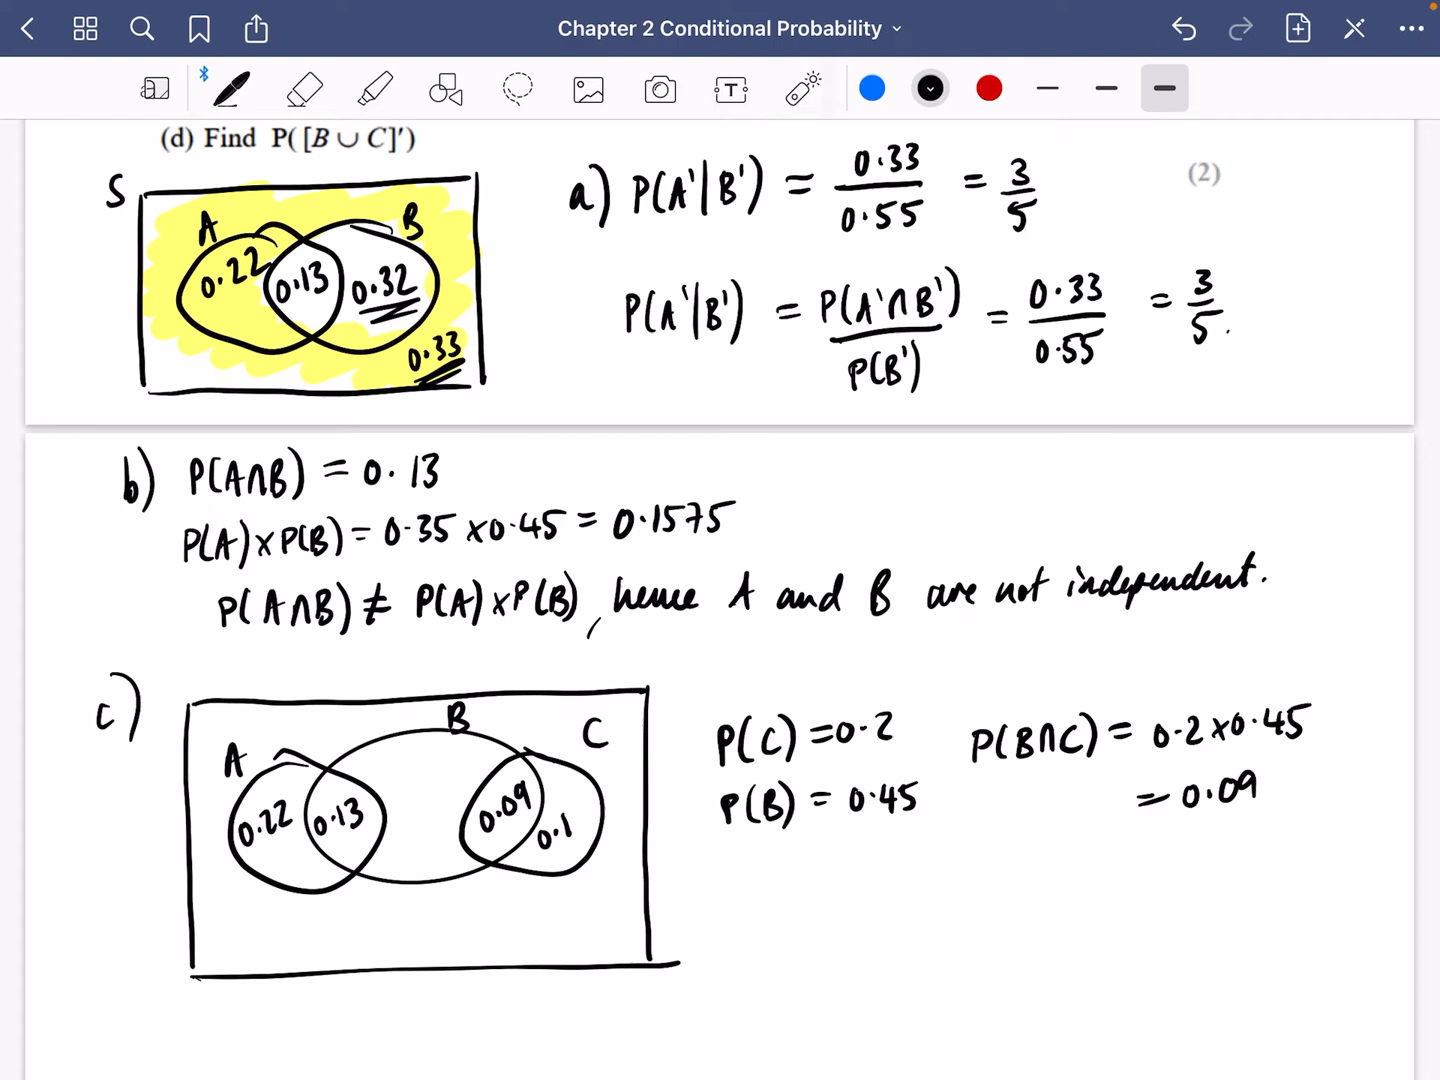 Chapter 2 Conditional Probability
T
(d) Find P( [B ∪ C]')
(2)
S
A B
0.22 0.13 0.32
0.33
a) P(A'|B') = 0.33/0.55 = 3/5
P(A'|B') = P(A'∩B')/P(B') = 0.33/0.55 = 3/5.
b) P(A∩B) = 0.13
P(A)×P(B) = 0.35 × 0.45 = 0.1575
P(A∩B) ≠ P(A)×P(B), hence A and B are not independent.
c)
A B C
0.22 0.13 0.09 0.1
P(C) = 0.2 P(B∩C) = 0.2×0.45
P(B) = 0.45 = 0.09